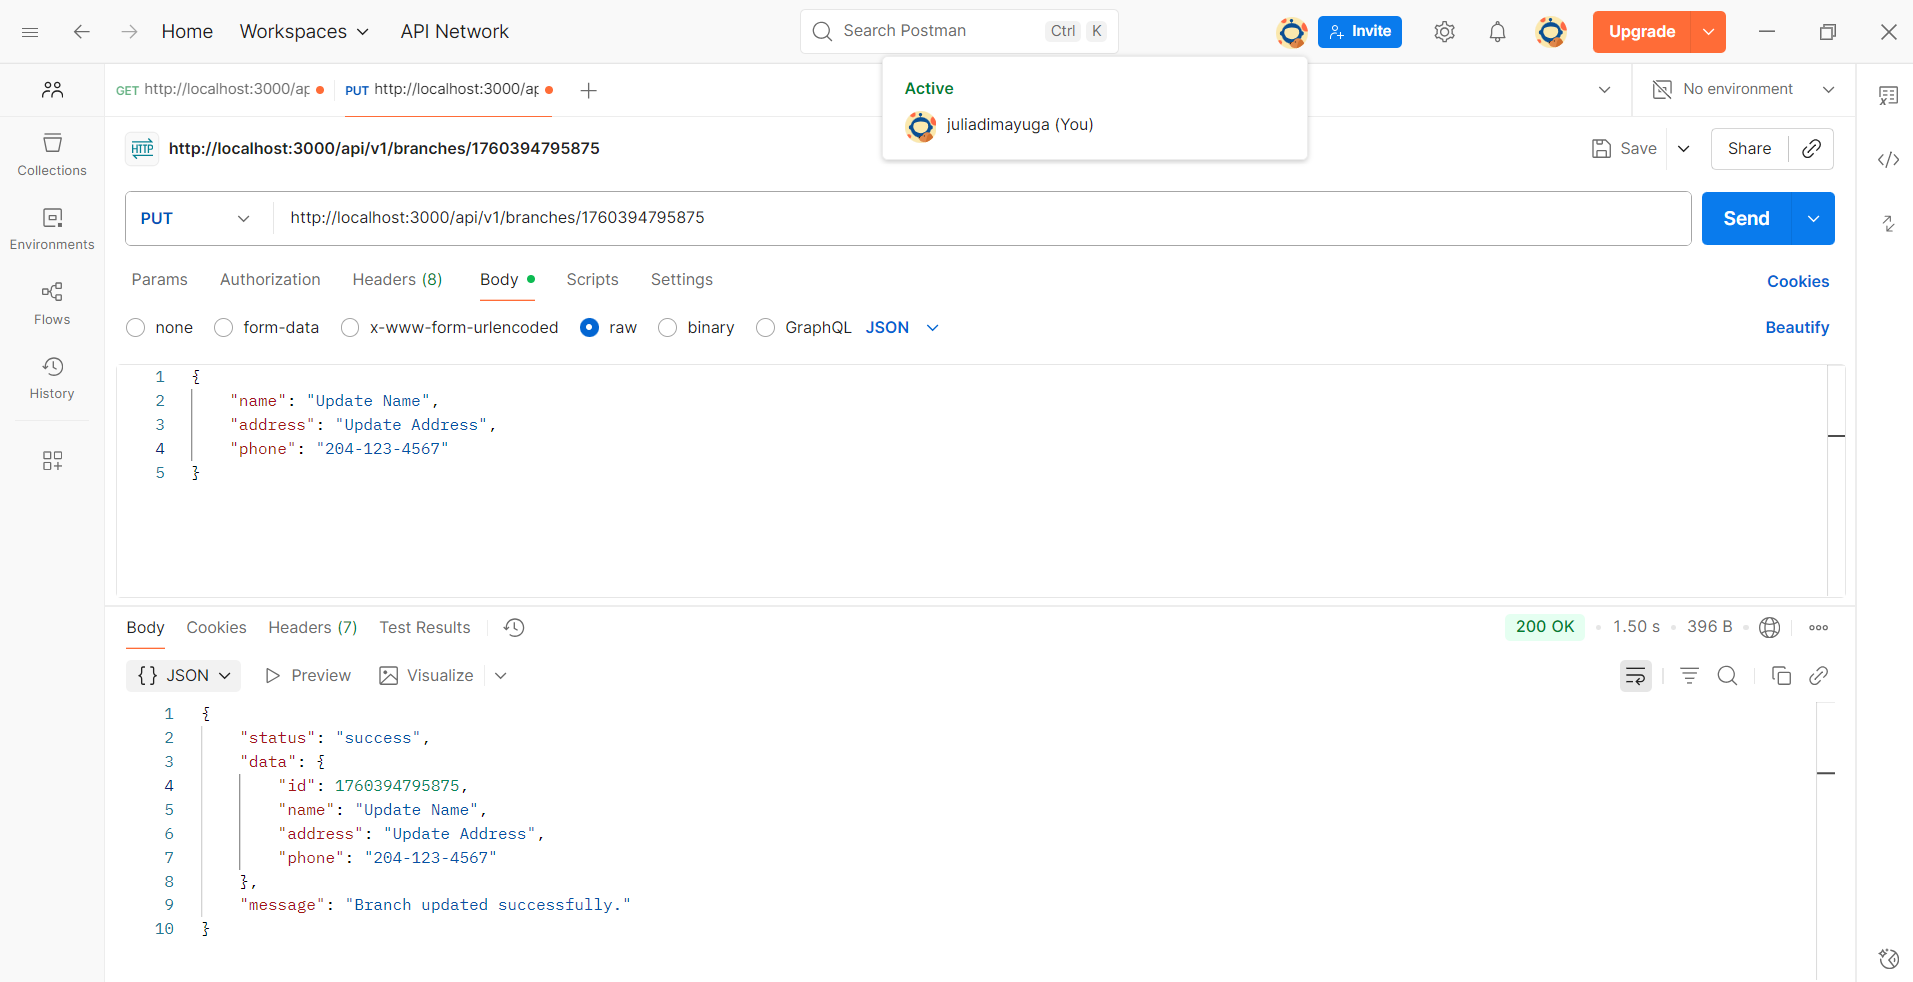 Home Workspaces API Network Search Postman Ctrl K Invite Upgrade
GET http://localhost:3000/ap PUT http://localhost:3000/ap No environment
Active
juliadimayuga (You)
HTTP http://localhost:3000/api/v1/branches/1760394795875 Save Share
PUT http://localhost:3000/api/v1/branches/1760394795875 Send
Params Authorization Headers (8) Body Scripts Settings Cookies
none form-data x-www-form-urlencoded raw binary GraphQL JSON Beautify
Collections
Environments
Flows
History
1 {
2 "name": "Update Name",
3 "address": "Update Address",
4 "phone": "204-123-4567"
5 }
Body Cookies Headers (7) Test Results 200 OK 1.50 s 396 B
{} JSON Preview Visualize
1 {
2 "status": "success",
3 "data": {
4 "id": 1760394795875,
5 "name": "Update Name",
6 "address": "Update Address",
7 "phone": "204-123-4567"
8 },
9 "message": "Branch updated successfully."
10 }